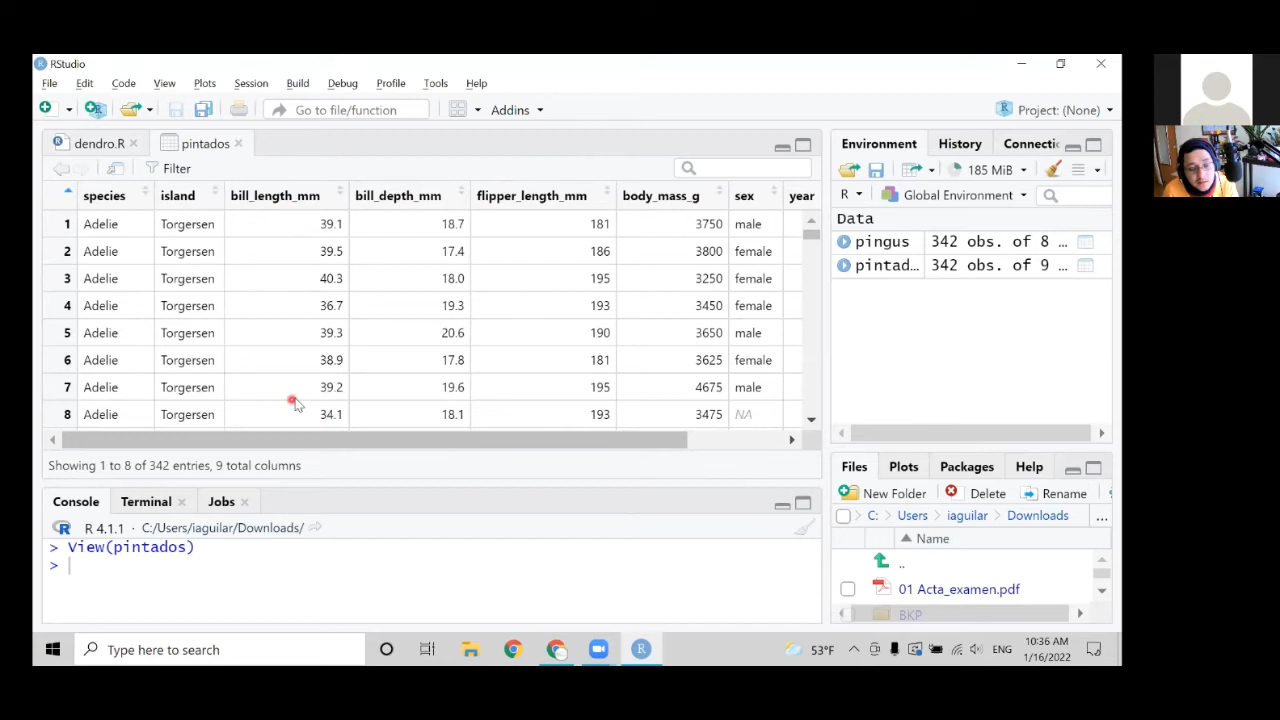 RStudio
File Edit Code View Plots Session Build Debug Profile Tools Help
Go to file/function Addins Project: (None)
dendro.R pintados
Filter
species island bill_length_mm bill_depth_mm flipper_length_mm body_mass_g sex year
1 Adelie Torgersen 39.1 18.7 181 3750 male
2 Adelie Torgersen 39.5 17.4 186 3800 female
3 Adelie Torgersen 40.3 18.0 195 3250 female
4 Adelie Torgersen 36.7 19.3 193 3450 female
5 Adelie Torgersen 39.3 20.6 190 3650 male
6 Adelie Torgersen 38.9 17.8 181 3625 female
7 Adelie Torgersen 39.2 19.6 195 4675 male
8 Adelie Torgersen 34.1 18.1 193 3475 NA
Showing 1 to 8 of 342 entries, 9 total columns
Console Terminal Jobs
R 4.1.1 · C:/Users/iaguilar/Downloads/
> View(pintados)
>
Environment History Connecti
185 MiB
R Global Environment
Data
pingus 342 obs. of 8 …
pintad… 342 obs. of 9 …
Files Plots Packages Help
New Folder Delete Rename
C: Users iaguilar Downloads ...
Name
..
01 Acta_examen.pdf
BKP
Type here to search
53°F ENG
10:36 AM
1/16/2022